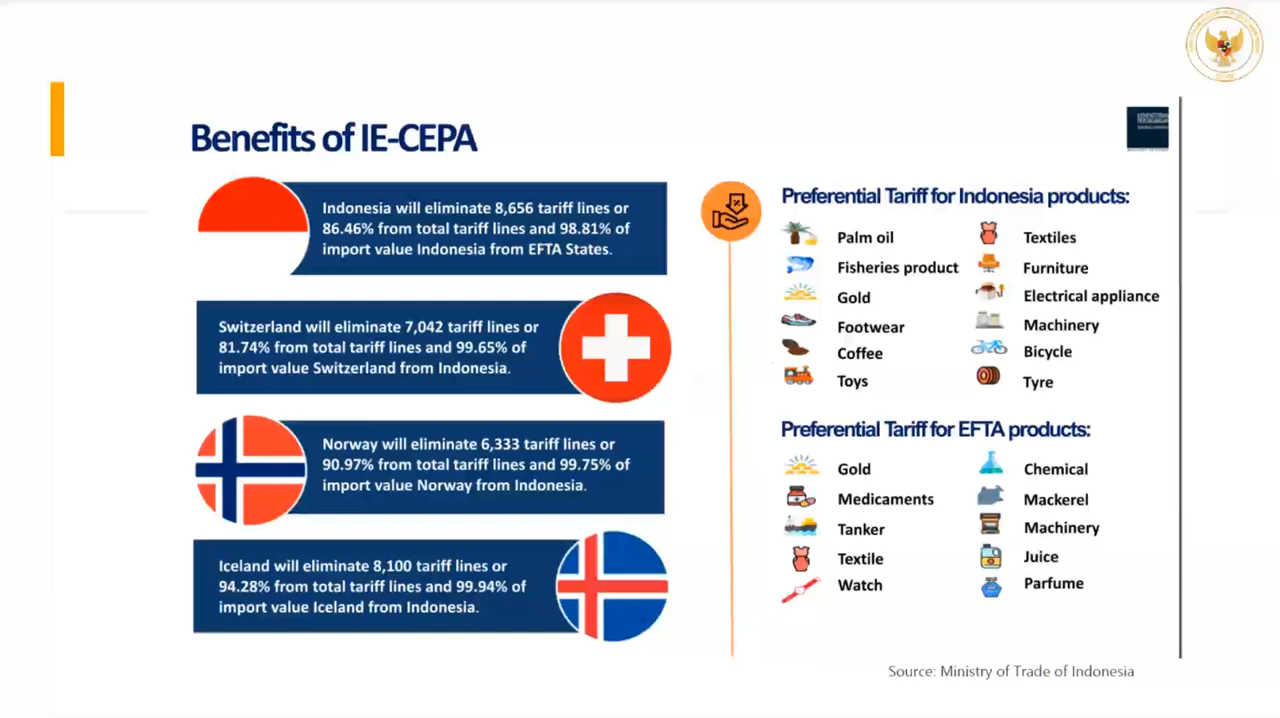 Benefits of IE-CEPA
Indonesia will eliminate 8,656 tariff lines or
86.46% from total tariff lines and 98.81% of
import value Indonesia from EFTA States.
Switzerland will eliminate 7,042 tariff lines or
81.74% from total tariff lines and 99.65% of
import value Switzerland from Indonesia.
Norway will eliminate 6,333 tariff lines or
90.97% from total tariff lines and 99.75% of
import value Norway from Indonesia.
Iceland will eliminate 8,100 tariff lines or
94.28% from total tariff lines and 99.94% of
import value Iceland from Indonesia.
Preferential Tariff for Indonesia products:
Palm oil
Fisheries product
Gold
Footwear
Coffee
Toys
Textiles
Furniture
Electrical appliance
Machinery
Bicycle
Tyre
Preferential Tariff for EFTA products:
Gold
Medicaments
Tanker
Textile
Watch
Chemical
Mackerel
Machinery
Juice
Parfume
Source: Ministry of Trade of Indonesia